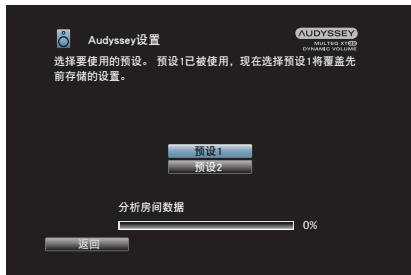 Audyssey设置
AUDYSSEY
MULTEQ XT32
DYNAMIC VOLUME
选择要使用的预设。 预设1已被使用，现在选择预设1将覆盖先
前存储的设置。
预设1
预设2
分析房间数据
0%
返回